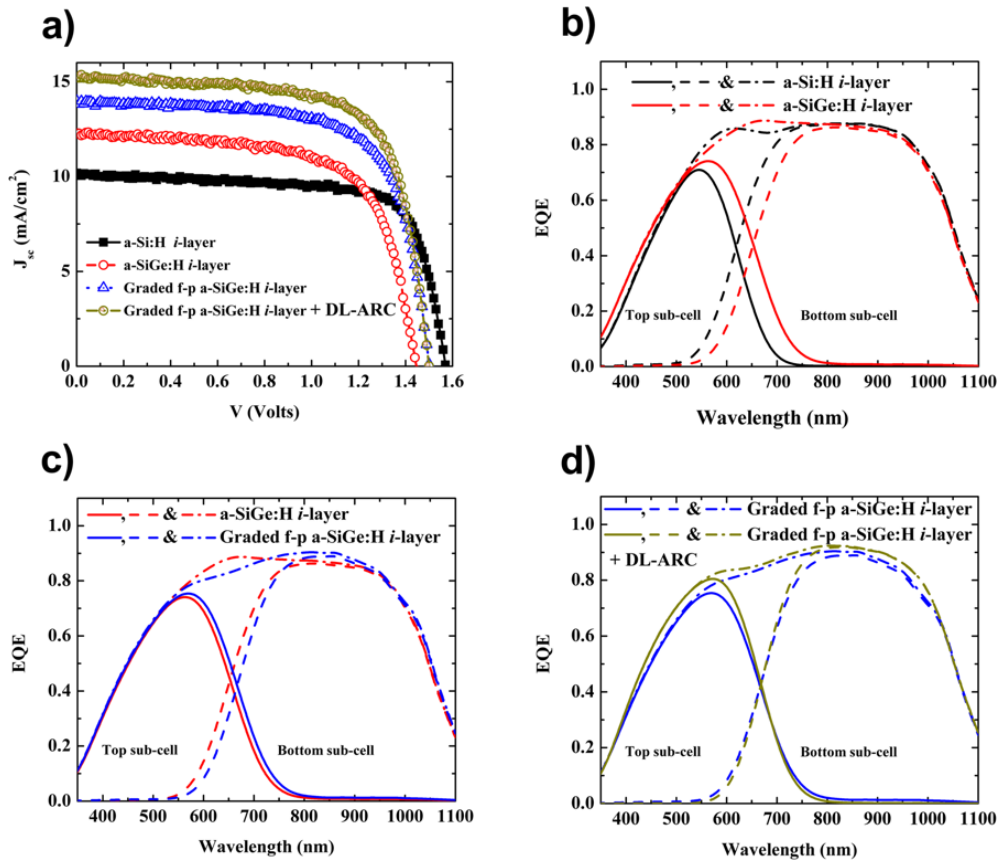 a)
15
10
5
0
J_sc (mA/cm²)
a-Si:H i-layer
a-SiGe:H i-layer
Graded f-p a-SiGe:H i-layer
Graded f-p a-SiGe:H i-layer + DL-ARC
0.0 0.2 0.4 0.6 0.8 1.0 1.2 1.4 1.6
V (Volts)
b)
1.0
0.8
0.6
0.4
0.2
0.0
EQE
, & a-Si:H i-layer
, & a-SiGe:H i-layer
Top sub-cell Bottom sub-cell
400 500 600 700 800 900 1000 1100
Wavelength (nm)
c)
1.0
0.8
0.6
0.4
0.2
0.0
EQE
, & a-SiGe:H i-layer
, & Graded f-p a-SiGe:H i-layer
Top sub-cell Bottom sub-cell
400 500 600 700 800 900 1000 1100
Wavelength (nm)
d)
1.0
0.8
0.6
0.4
0.2
0.0
EQE
, & Graded f-p a-SiGe:H i-layer
, & Graded f-p a-SiGe:H i-layer
+ DL-ARC
Top sub-cell Bottom sub-cell
400 500 600 700 800 900 1000 1100
Wavelength (nm)